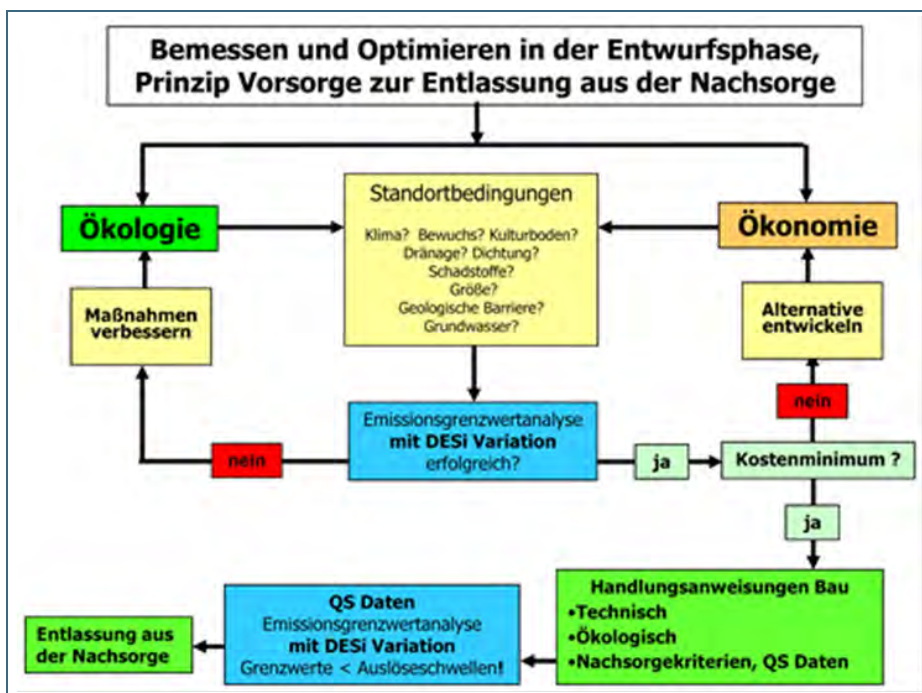 Bemessen und Optimieren in der Entwurfsphase,
Prinzip Vorsorge zur Entlassung aus der Nachsorge
Ökologie
Standortbedingungen
Klima? Bewuchs? Kulturboden?
Dränage? Dichtung?
Schadstoffe?
Größe?
Geologische Barriere?
Grundwasser?
Ökonomie
Maßnahmen
verbessern
Alternative
entwickeln
nein
Emissionsgrenzwertanalyse
mit DESi Variation
erfolgreich?
nein
ja
Kostenminimum ?
ja
Handlungsanweisungen Bau
•Technisch
•Ökologisch
•Nachsorgekriterien, QS Daten
QS Daten
Emissionsgrenzwertanalyse
mit DESi Variation
Grenzwerte < Auslöseschwellen!
Entlassung aus
der Nachsorge